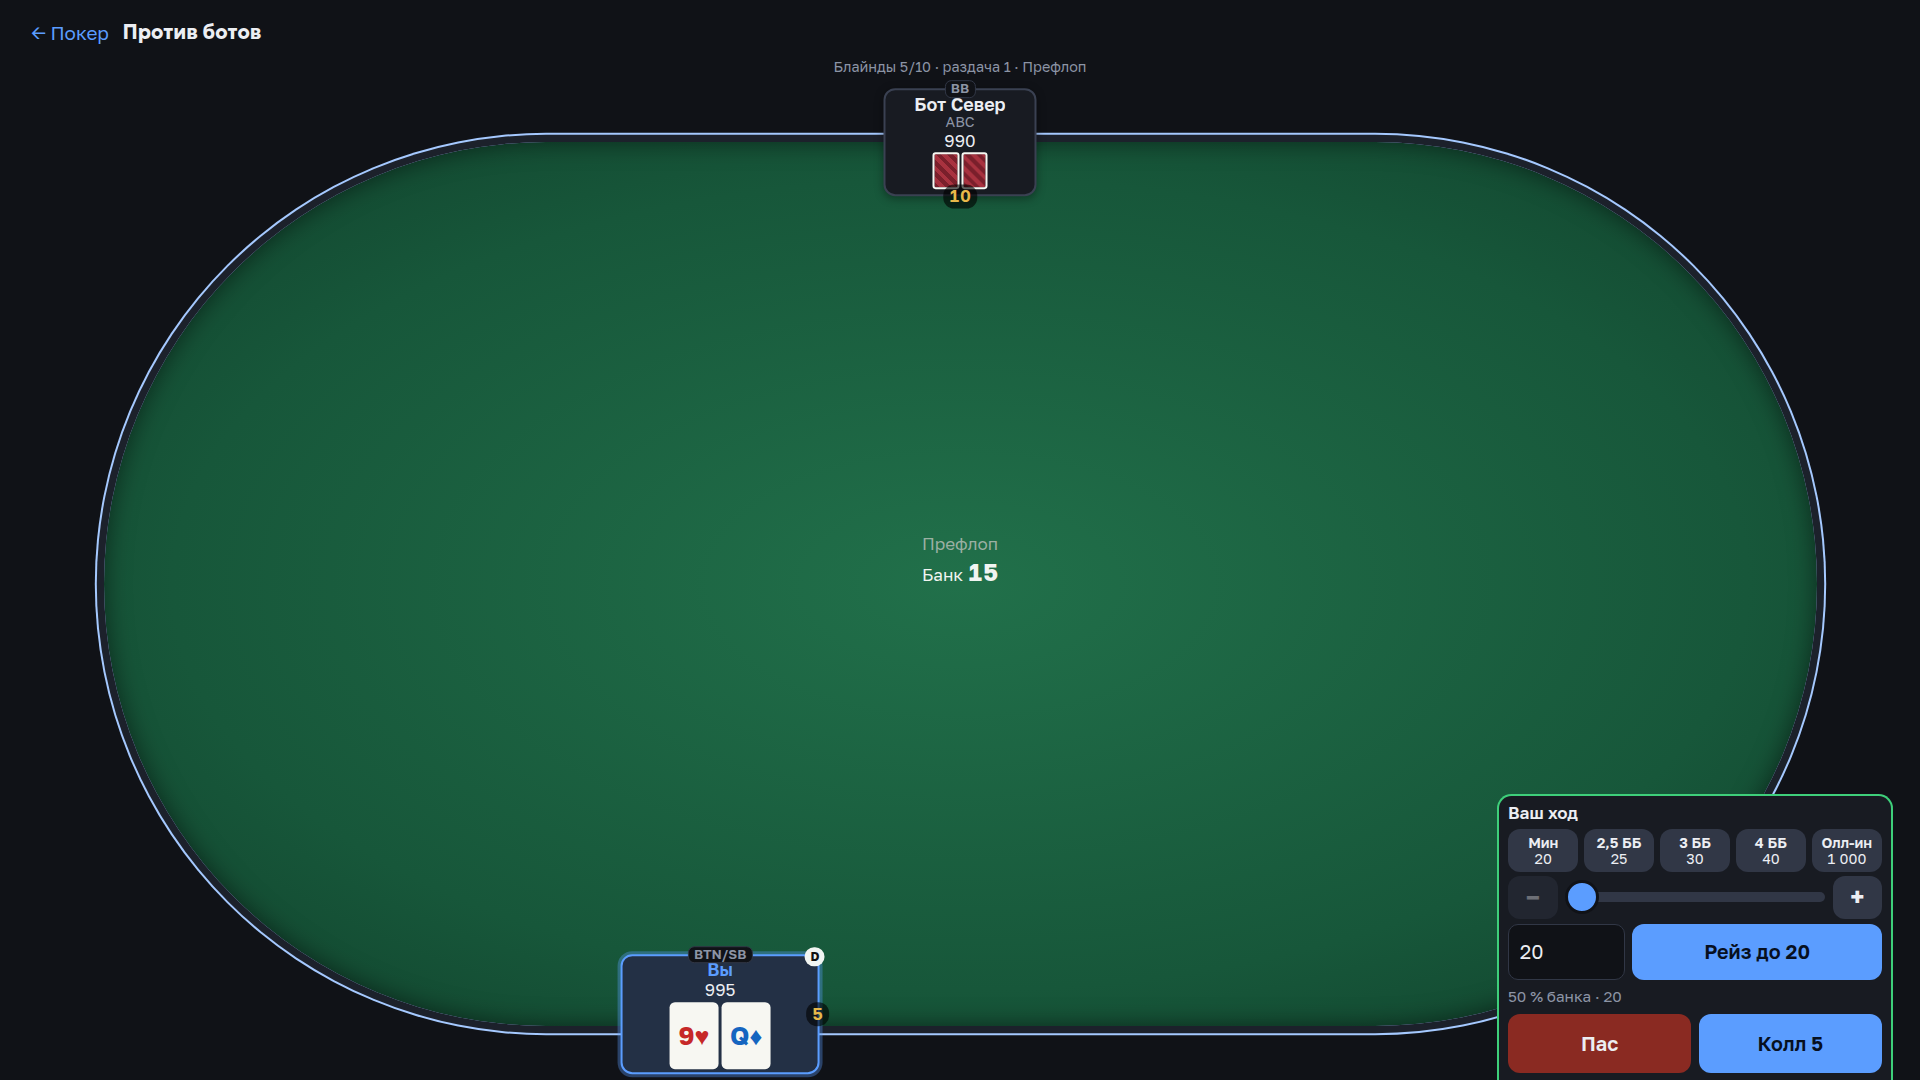 ← Покер Против ботов
Блайнды 5/10 · раздача 1 · Префлоп
BB
Бот Север
ABC
990
10
Префлоп
Банк 15
BTN/SB
D
Вы
995
5
9♥ Q♦
Ваш ход
Мин 2,5 ББ 3 ББ 4 ББ Олл-ин
20 25 30 40 1 000
− +
20 Рейз до 20
50 % банка · 20
Пас Колл 5